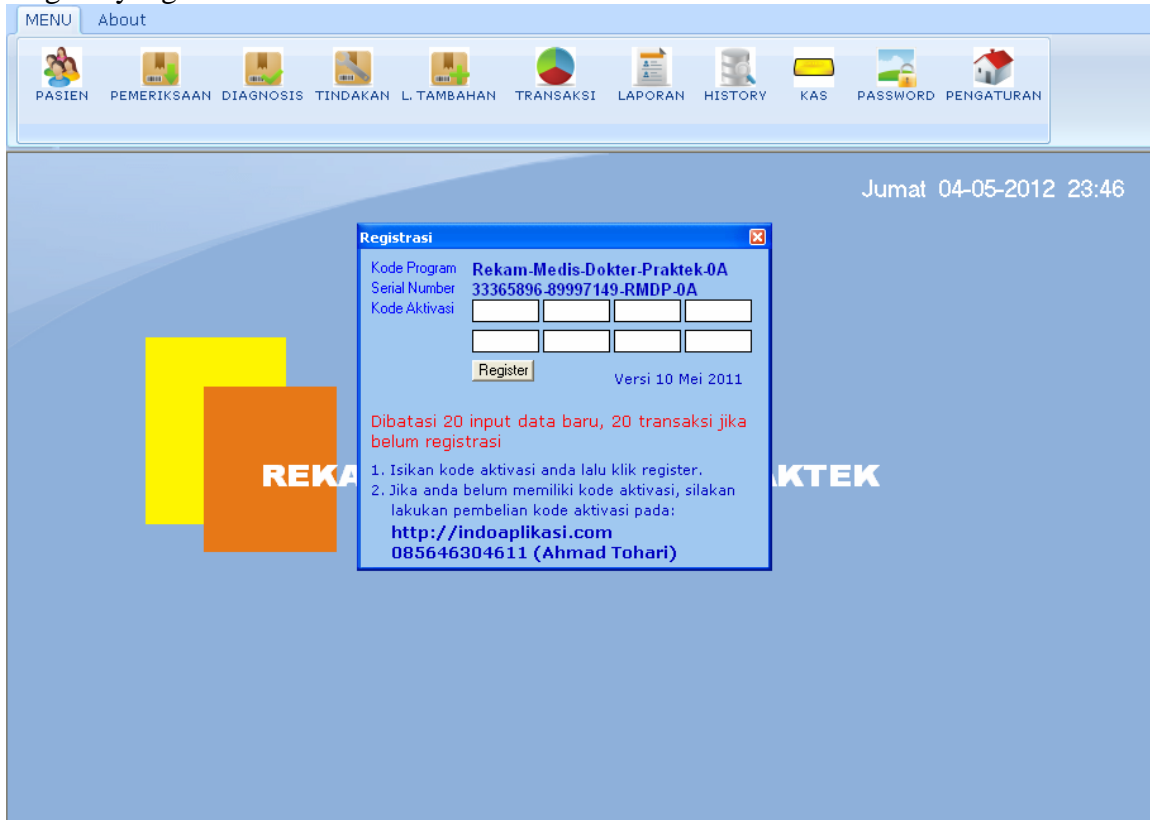 MENU About
PASIEN PEMERIKSAAN DIAGNOSIS TINDAKAN L. TAMBAHAN TRANSAKSI LAPORAN HISTORY KAS PASSWORD PENGATURAN
Jumat 04-05-2012 23:46
Registrasi
Kode Program Rekam-Medis-Dokter-Praktek-0A
Serial Number 33365896-89997149-RMDP-0A
Kode Aktivasi
Register
Versi 10 Mei 2011
Dibatasi 20 input data baru, 20 transaksi jika
belum registrasi
1. Isikan kode aktivasi anda lalu klik register.
2. Jika anda belum memiliki kode aktivasi, silakan
lakukan pembelian kode aktivasi pada:
http://indoaplikasi.com
085646304611 (Ahmad Tohari)